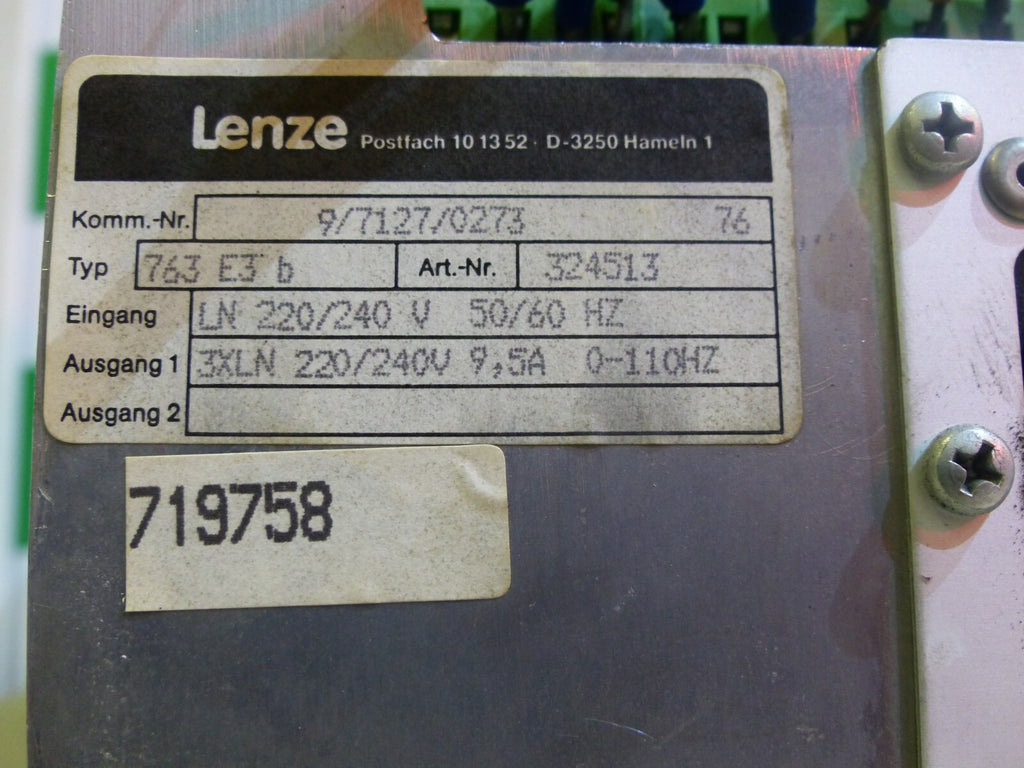 Lenze Postfach 10 13 52 · D-3250 Hameln 1
Komm.-Nr. 9/7127/0273 76
Typ 763 E3 b Art.-Nr. 324513
Eingang LN 220/240 V 50/60 HZ
Ausgang 1 3XLN 220/240V 9,5A 0-110HZ
Ausgang 2
719758